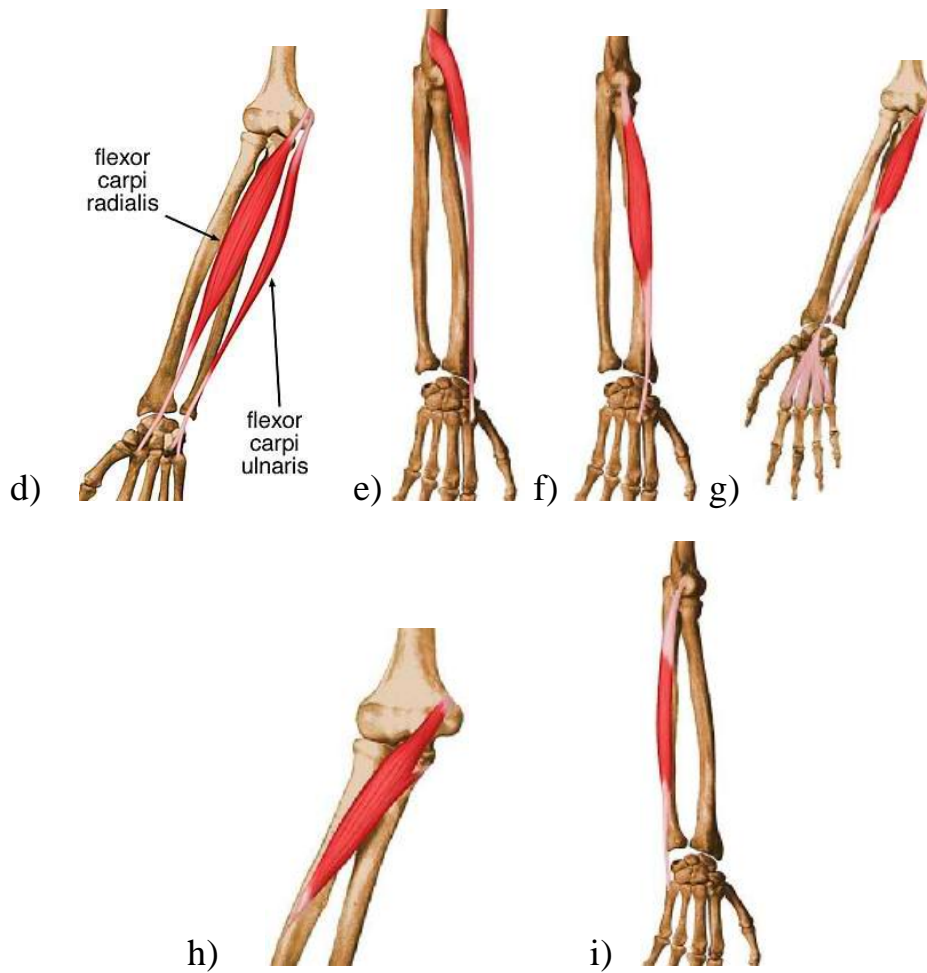 flexor
carpi
radialis
flexor
carpi
ulnaris
d)
e)
f)
g)
h)
i)